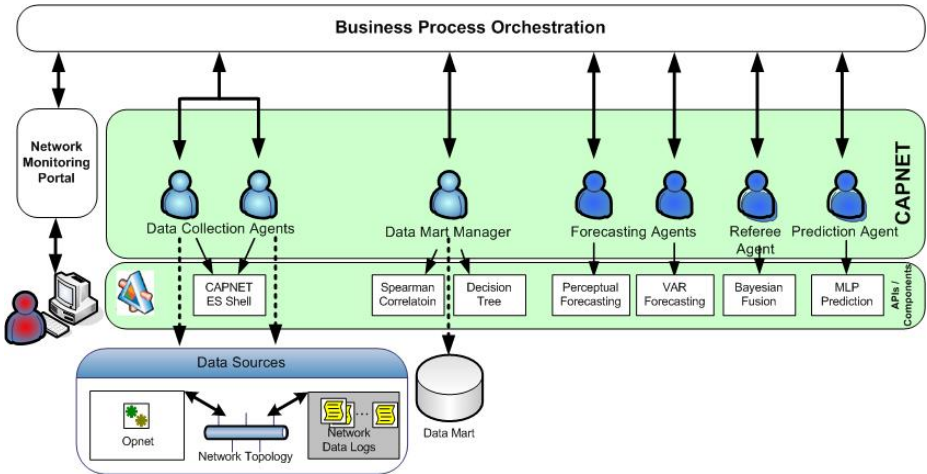 Business Process Orchestration
Network
Monitoring
Portal
CAPNET
Data Collection Agents
Data Mart Manager
Forecasting Agents
Referee
Agent
Prediction Agent
CAPNET
ES Shell
Spearman
Correlatoin
Decision
Tree
Perceptual
Forecasting
VAR
Forecasting
Bayesian
Fusion
MLP
Prediction
APIs /
Components
Data Sources
Opnet
Network Topology
...
Network
Data Logs
Data Mart